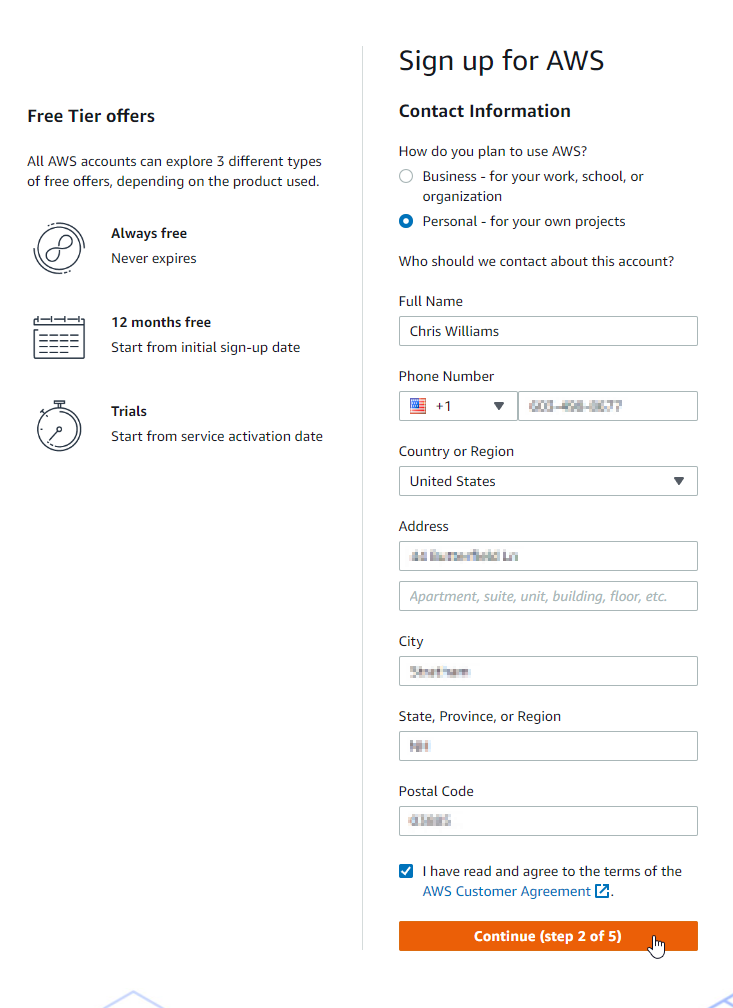 Free Tier offers
All AWS accounts can explore 3 different types
of free offers, depending on the product used.
Always free
Never expires
12 months free
Start from initial sign-up date
Trials
Start from service activation date
Sign up for AWS
Contact Information
How do you plan to use AWS?
Business - for your work, school, or
organization
Personal - for your own projects
Who should we contact about this account?
Full Name
Chris Williams
Phone Number
+1
Country or Region
United States
Address
Apartment, suite, unit, building, floor, etc.
City
State, Province, or Region
Postal Code
I have read and agree to the terms of the
AWS Customer Agreement.
Continue (step 2 of 5)